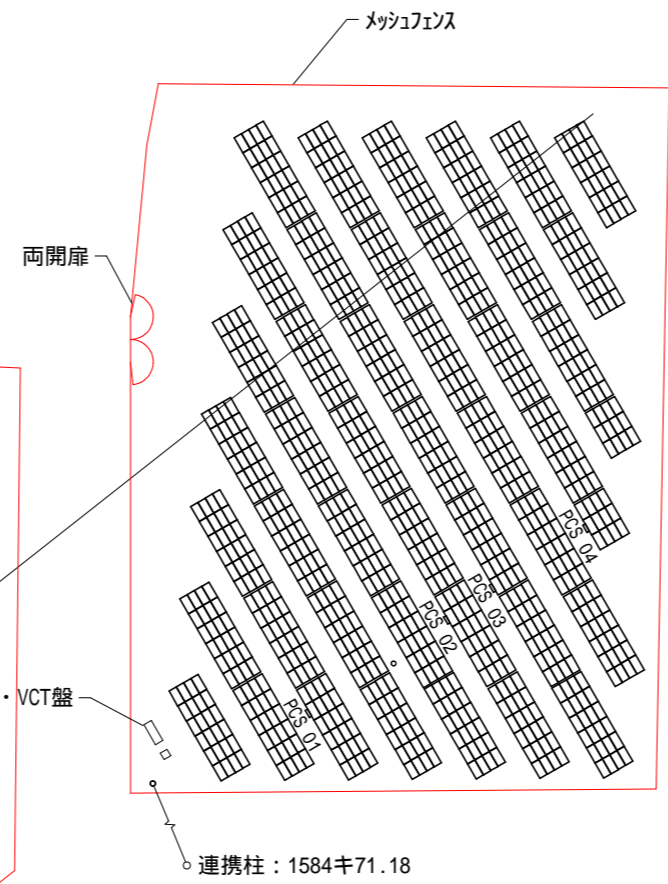 メッシュフェンス
両開扉
PCS 04
PCS 03
PCS 02
・VCT盤
PCS 01
連携柱：1584キ71.18